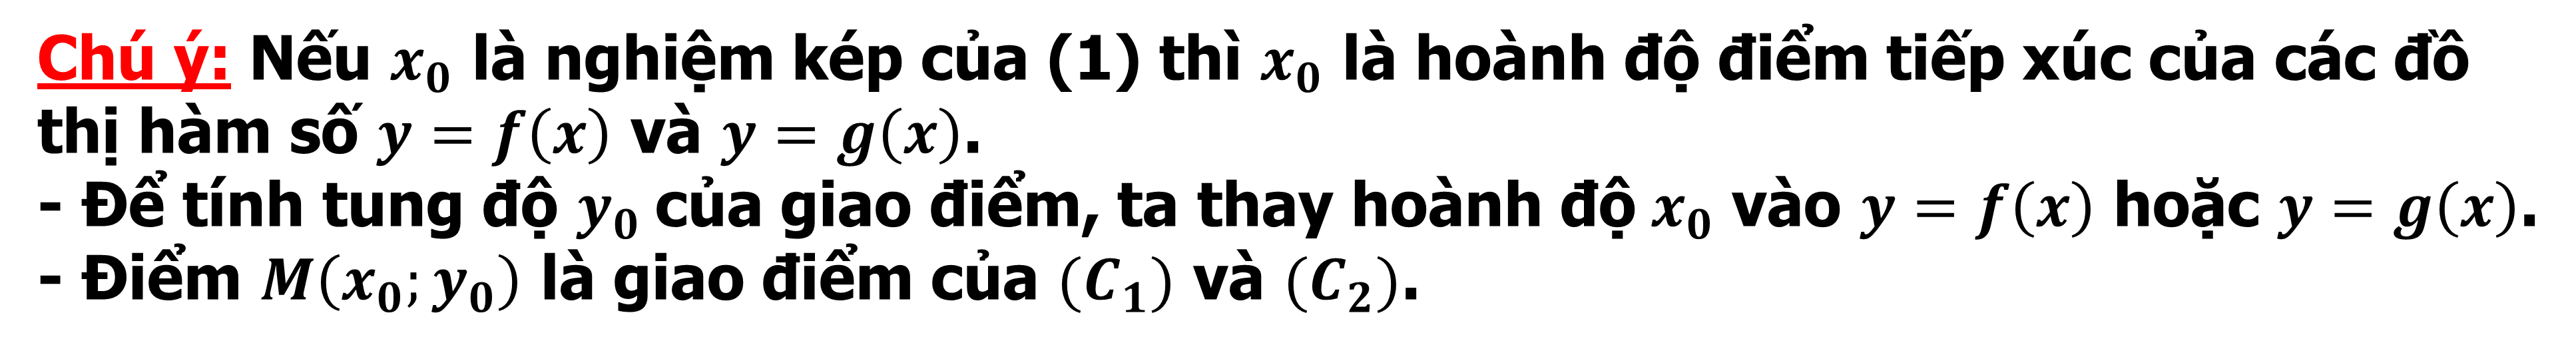 Chú ý: Nếu x₀ là nghiệm kép của (1) thì x₀ là hoành độ điểm tiếp xúc của các đồ
thị hàm số y = f(x) và y = g(x).
- Để tính tung độ y₀ của giao điểm, ta thay hoành độ x₀ vào y = f(x) hoặc y = g(x).
- Điểm M(x₀; y₀) là giao điểm của (C₁) và (C₂).